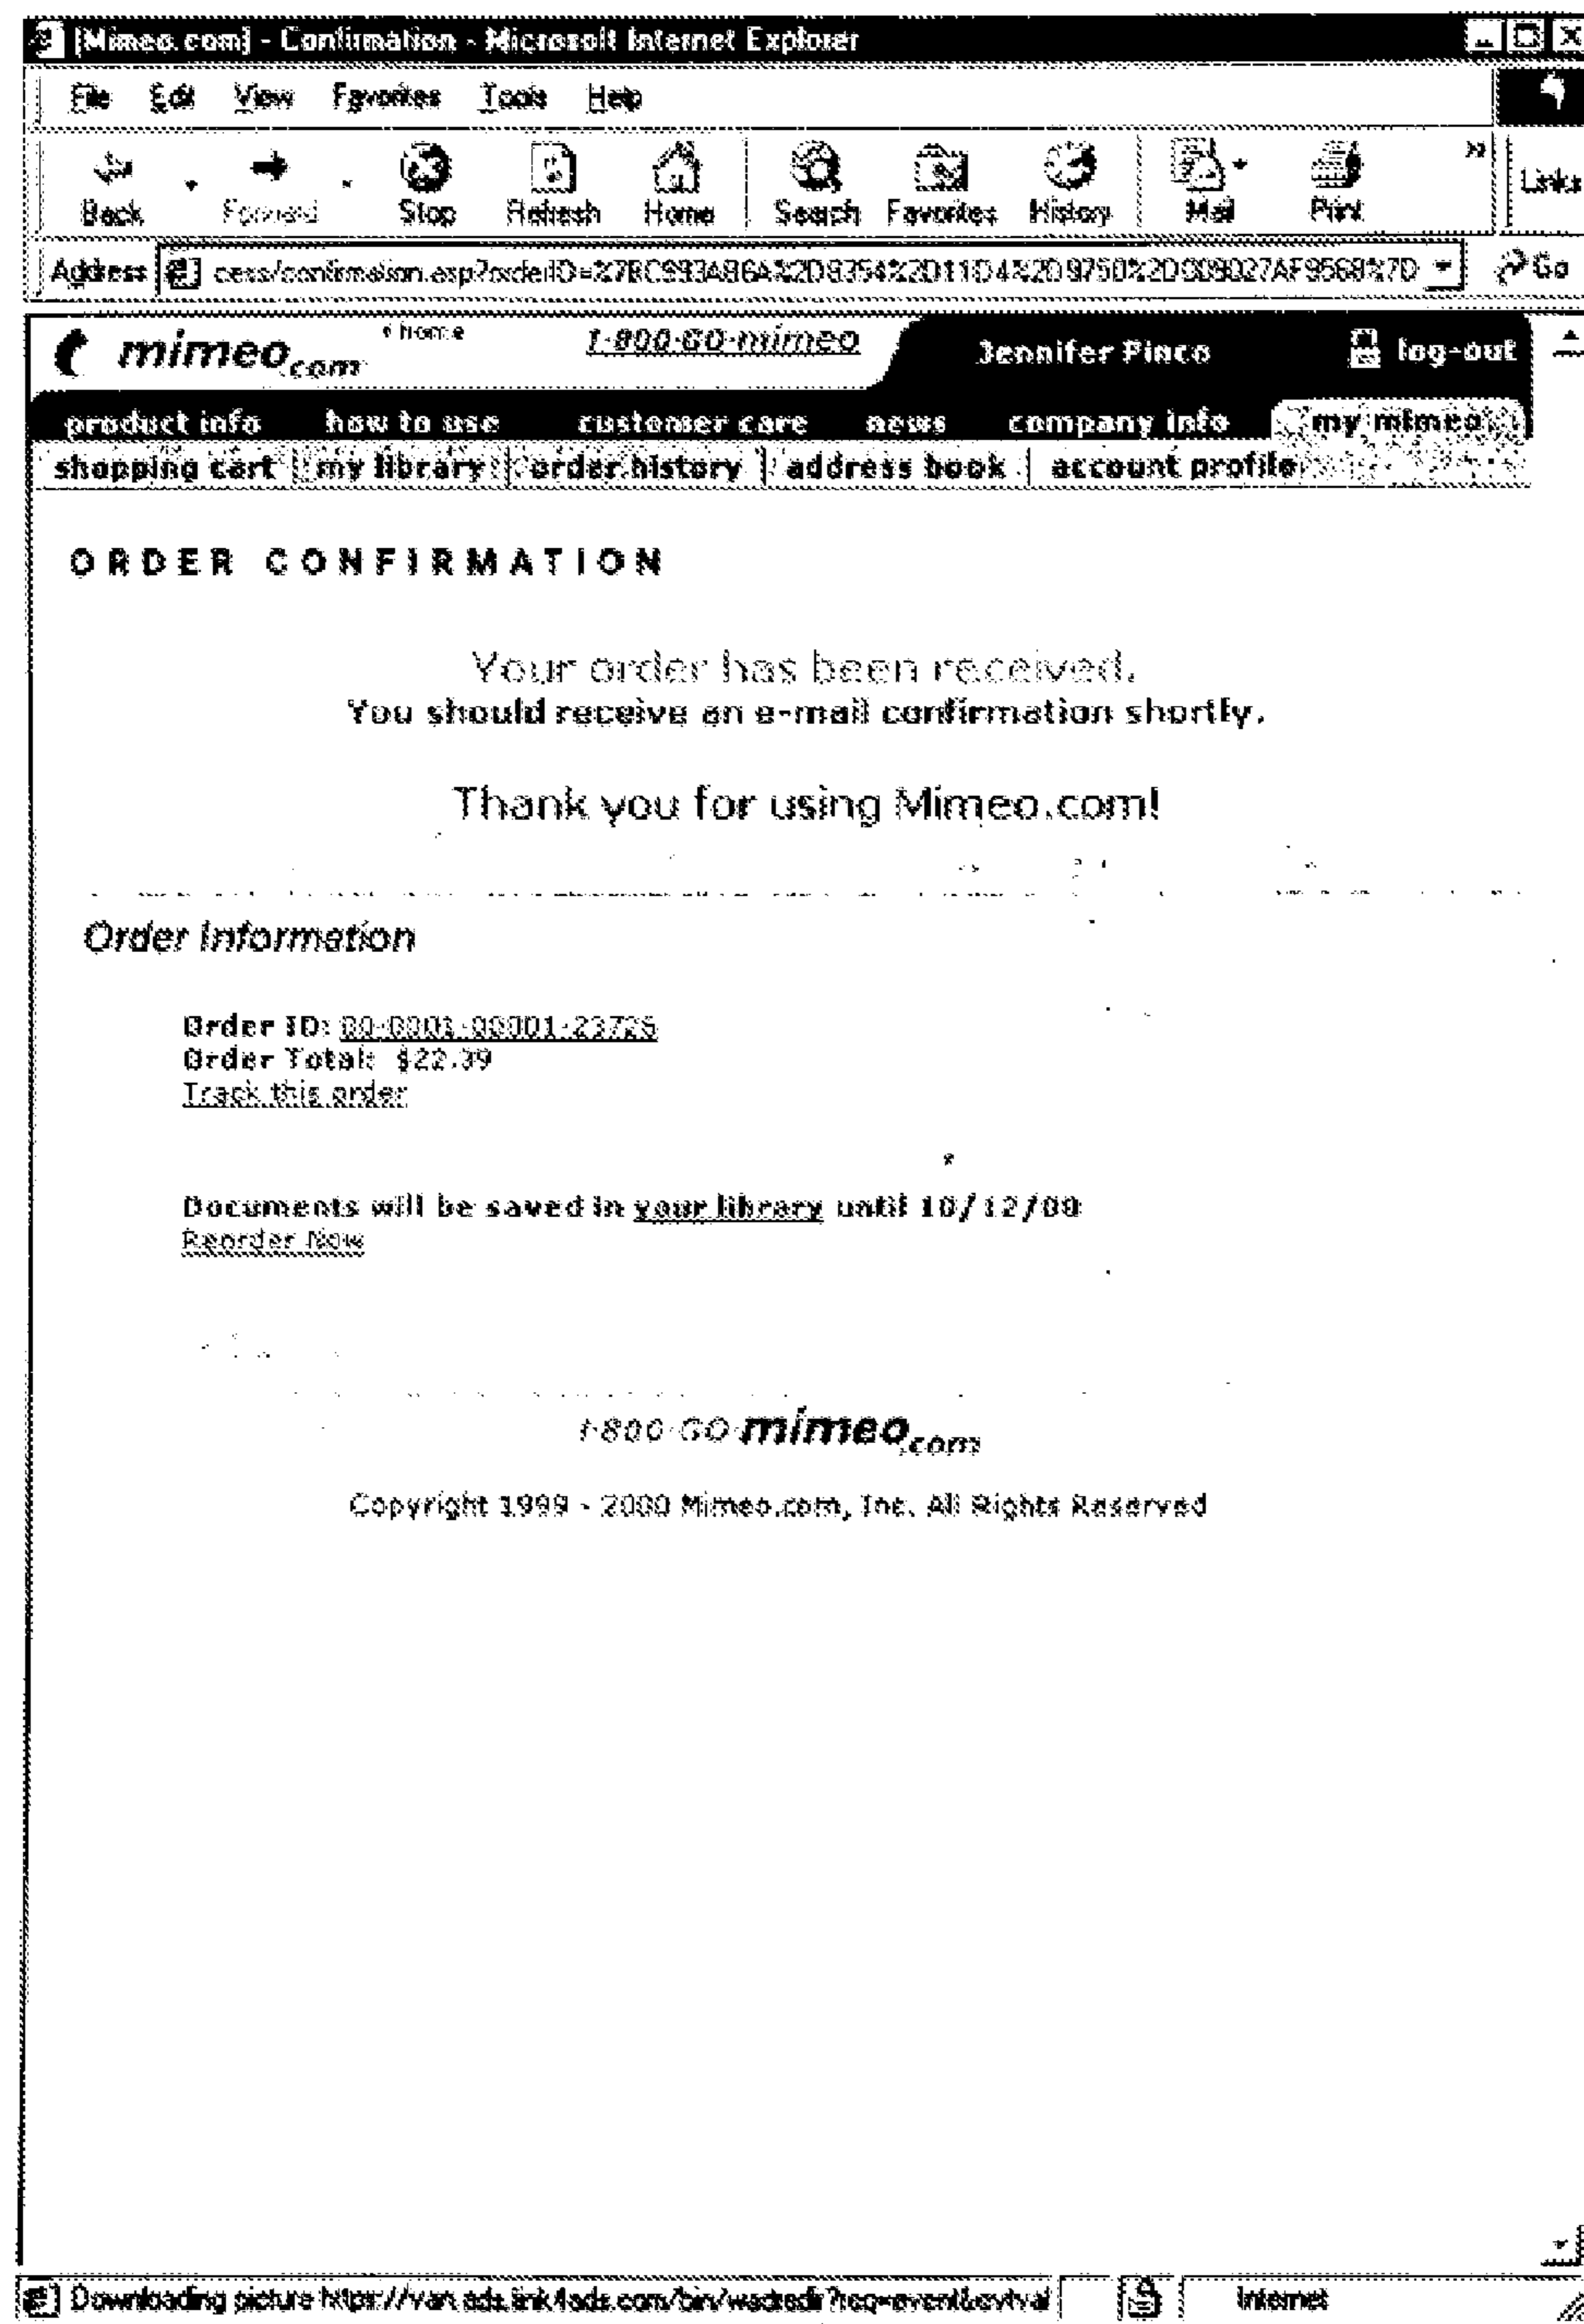 [Mimeo.com] - Confirmation - Microsoft Internet Explorer
File Edit View Favorites Tools Help
Back Forward Stop Refresh Home Search Favorites History Mail Print Links
Address Go
mimeo.com home 1-800-GO-mimeo Jennifer Pinco log-out
product info how to use customer care news company info my mimeo
shopping cart | my library | order history | address book | account profile
ORDER CONFIRMATION
Your order has been received.
You should receive an e-mail confirmation shortly.
Thank you for using Mimeo.com!
Order Information
Order ID:
Order Total: $22.39
Track this order
Documents will be saved in your library until 10/12/00
Reorder Now
1-800-GO-mimeo.com
Copyright 1999 - 2000 Mimeo.com, Inc. All Rights Reserved
Downloading picture Internet